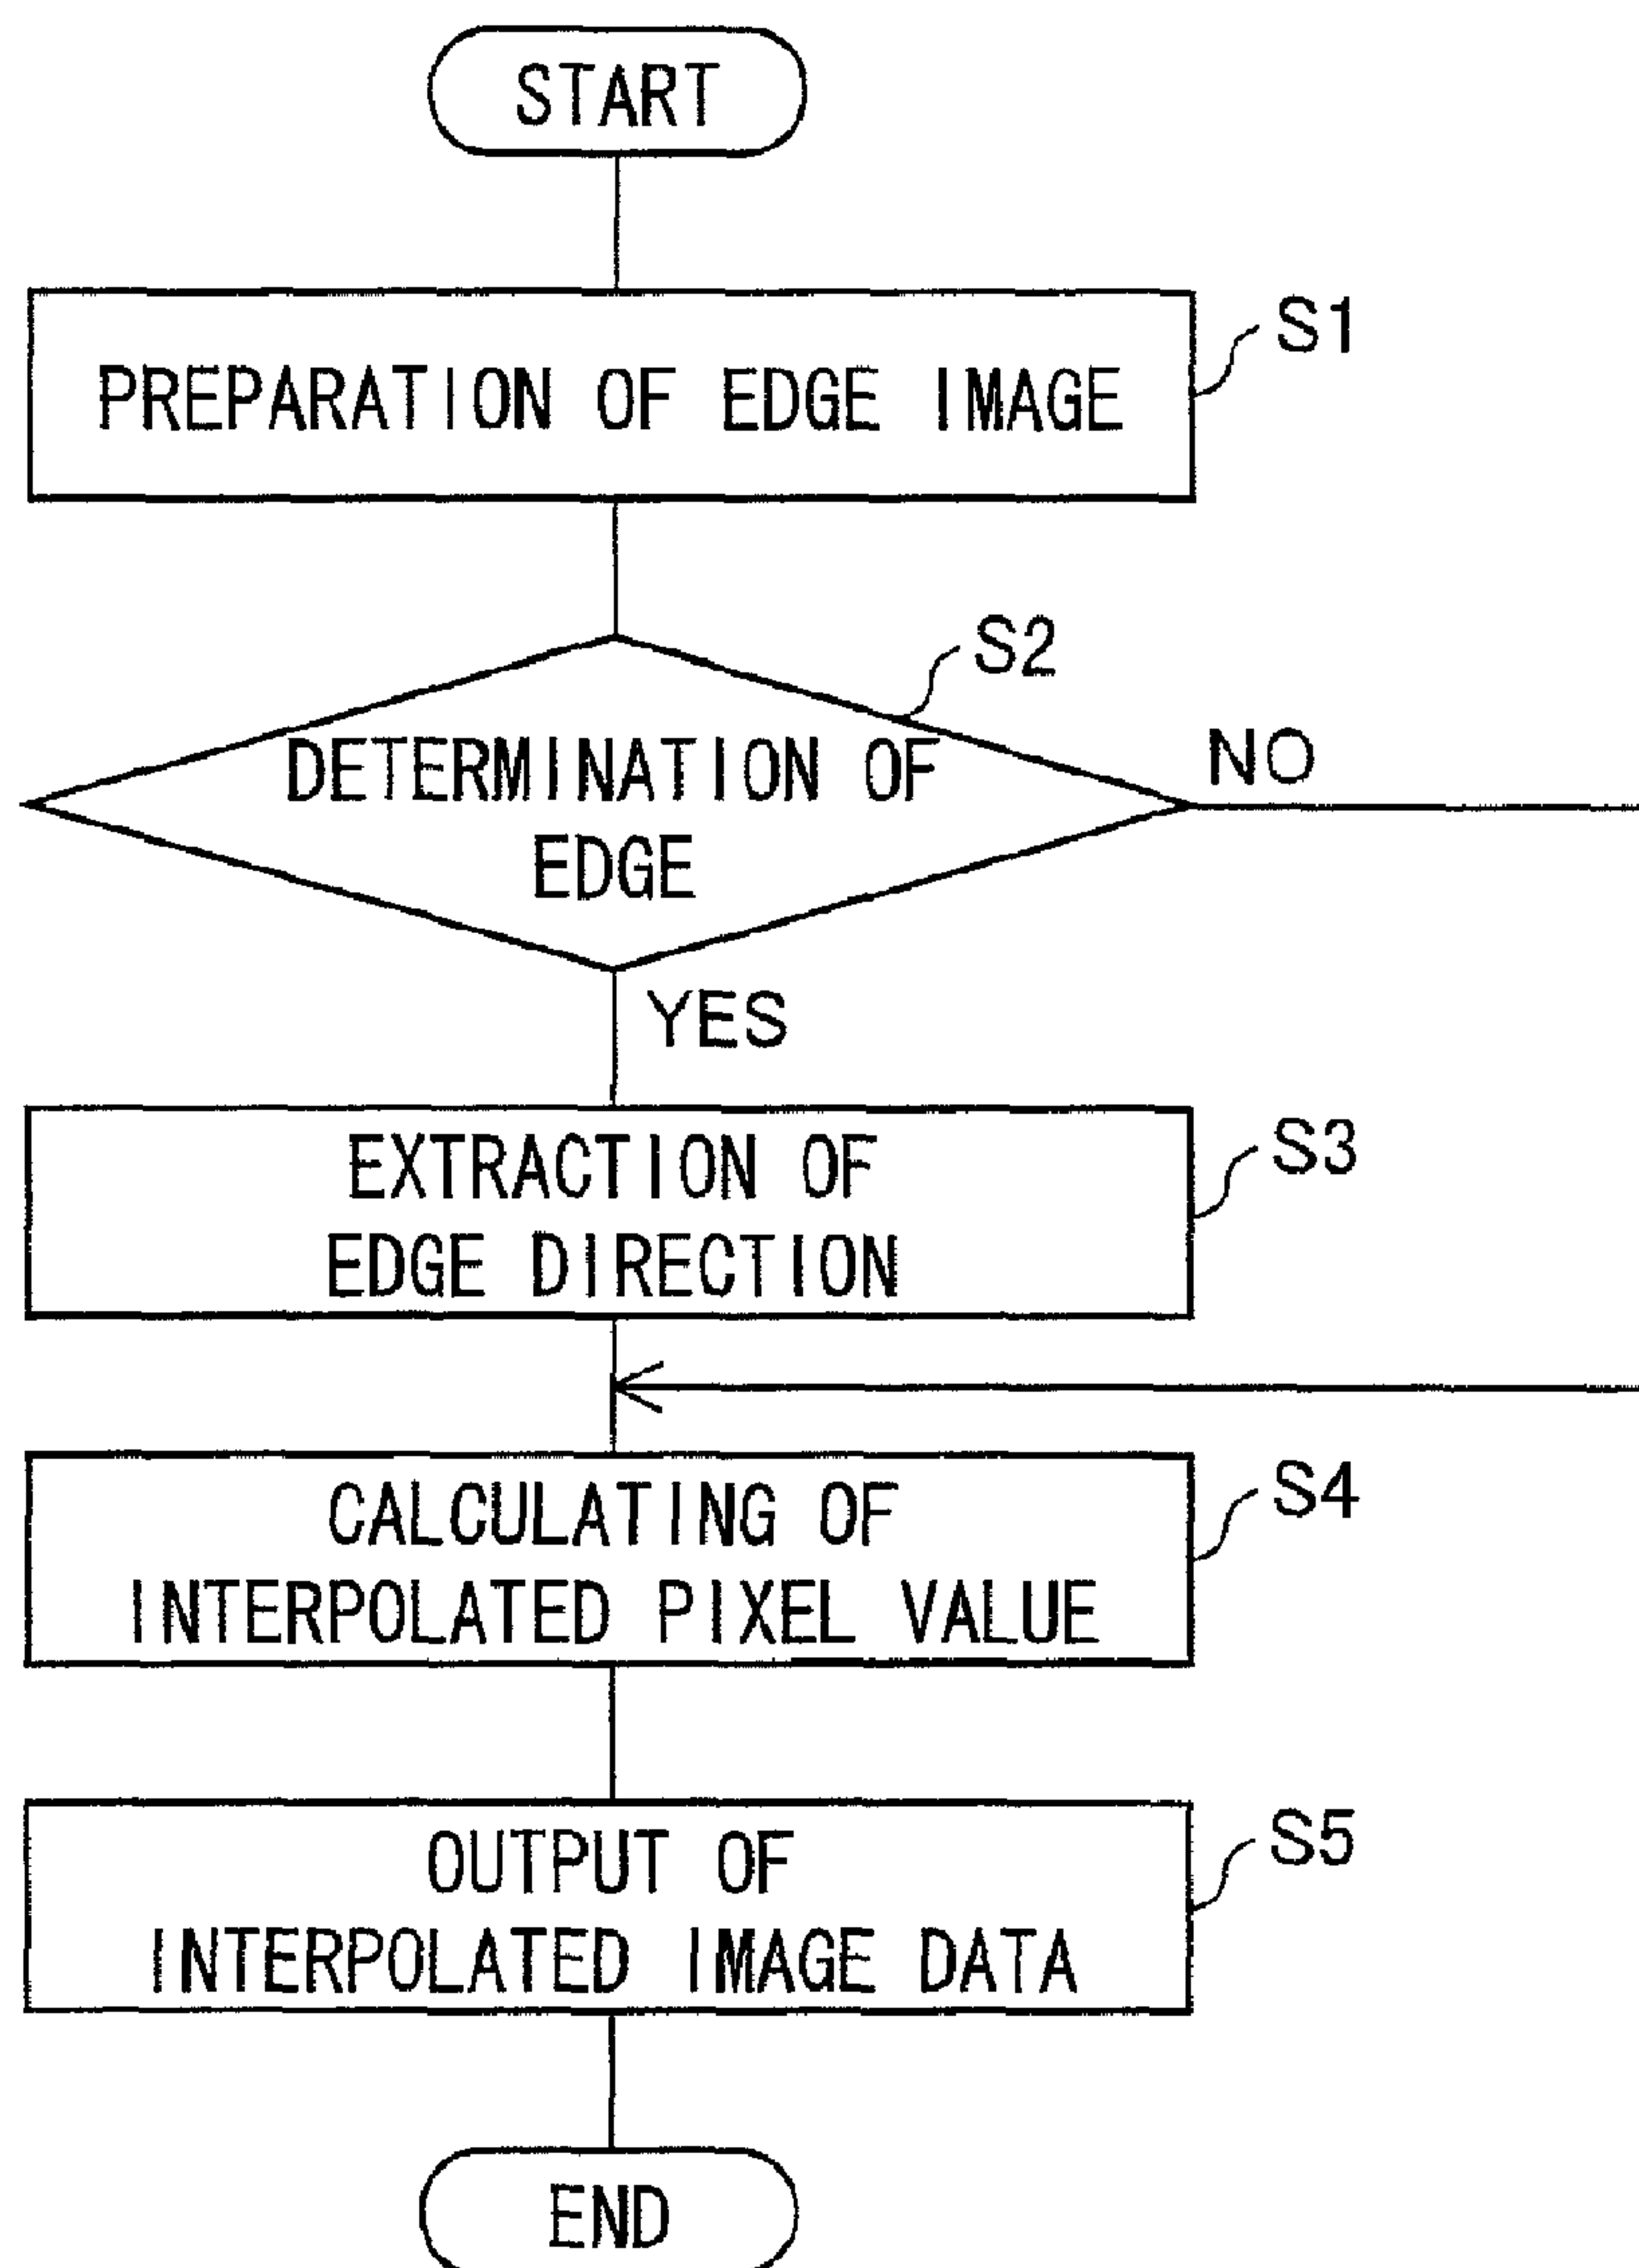 START
S1
PREPARATION OF EDGE IMAGE
S2
DETERMINATION OF
EDGE
NO
YES
S3
EXTRACTION OF
EDGE DIRECTION
S4
CALCULATING OF
INTERPOLATED PIXEL VALUE
S5
OUTPUT OF
INTERPOLATED IMAGE DATA
END